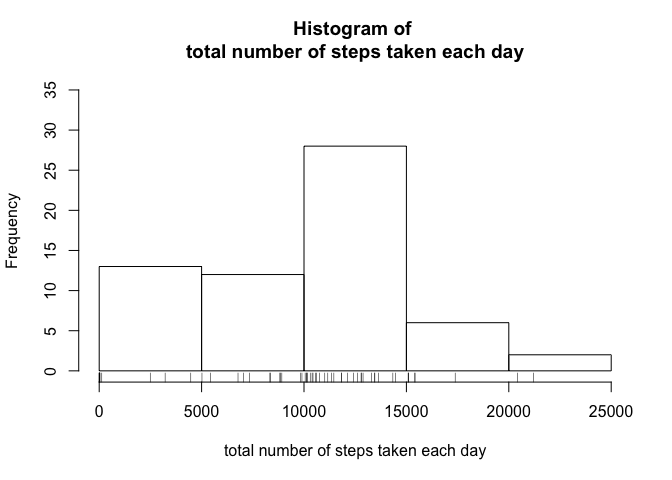 Histogram of
total number of steps taken each day
Frequency
35
30
25
20
15
10
5
0
0 5000 10000 15000 20000 25000
total number of steps taken each day